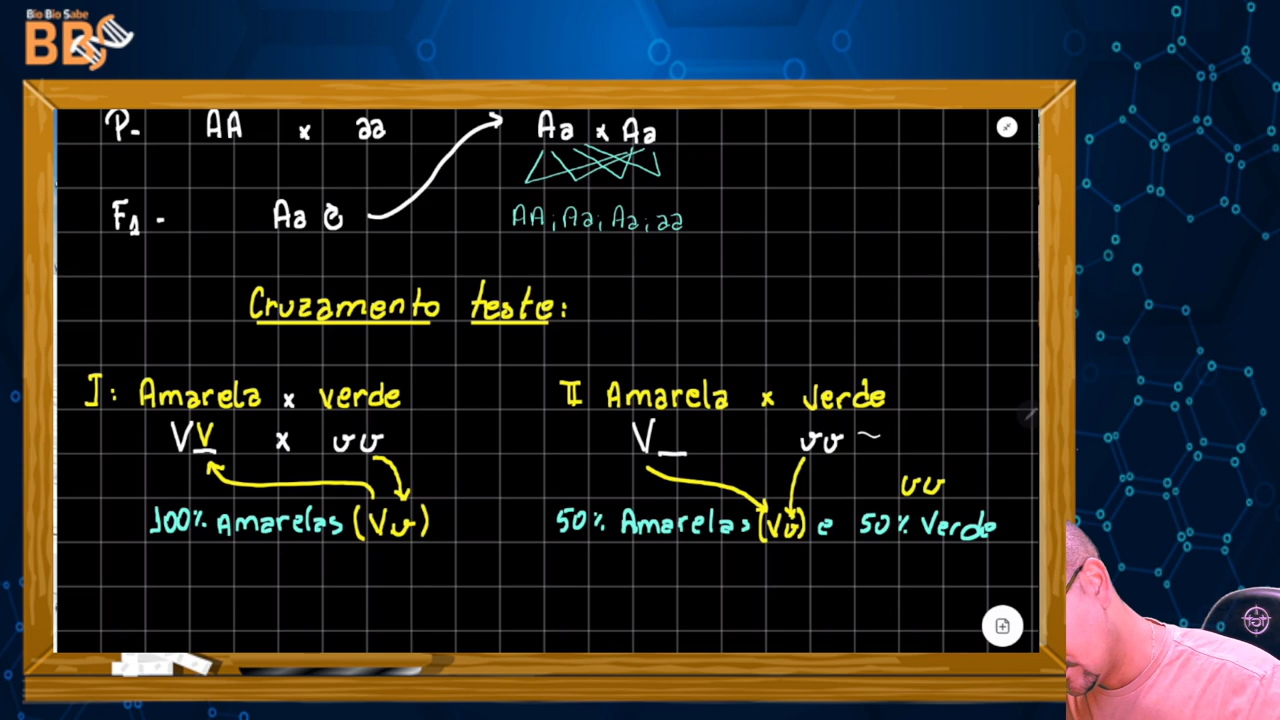 Bio Bio Sabe
BBS
P- AA x aa
Aa x Aa
F1 - Aa
AA; Aa; Aa; aa
Cruzamento teste:
I: Amarela x verde
VV x vv
100% Amarelas (Vv)
II Amarela x Verde
V_ vv ~
vv
50% Amarelas (Vv) e 50% Verde